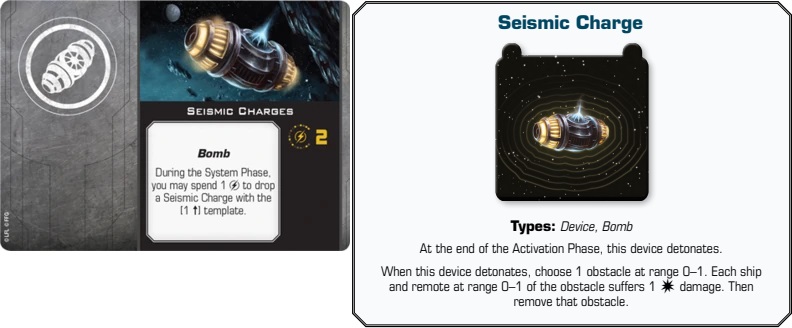 SEISMIC CHARGES
2
Bomb
During the System Phase,
you may spend 1 to drop
a Seismic Charge with the
[1 ] template.
© LFL © FFG
Seismic Charge
Types: Device, Bomb
At the end of the Activation Phase, this device detonates.
When this device detonates, choose 1 obstacle at range 0–1. Each ship
and remote at range 0–1 of the obstacle suffers 1 damage. Then
remove that obstacle.